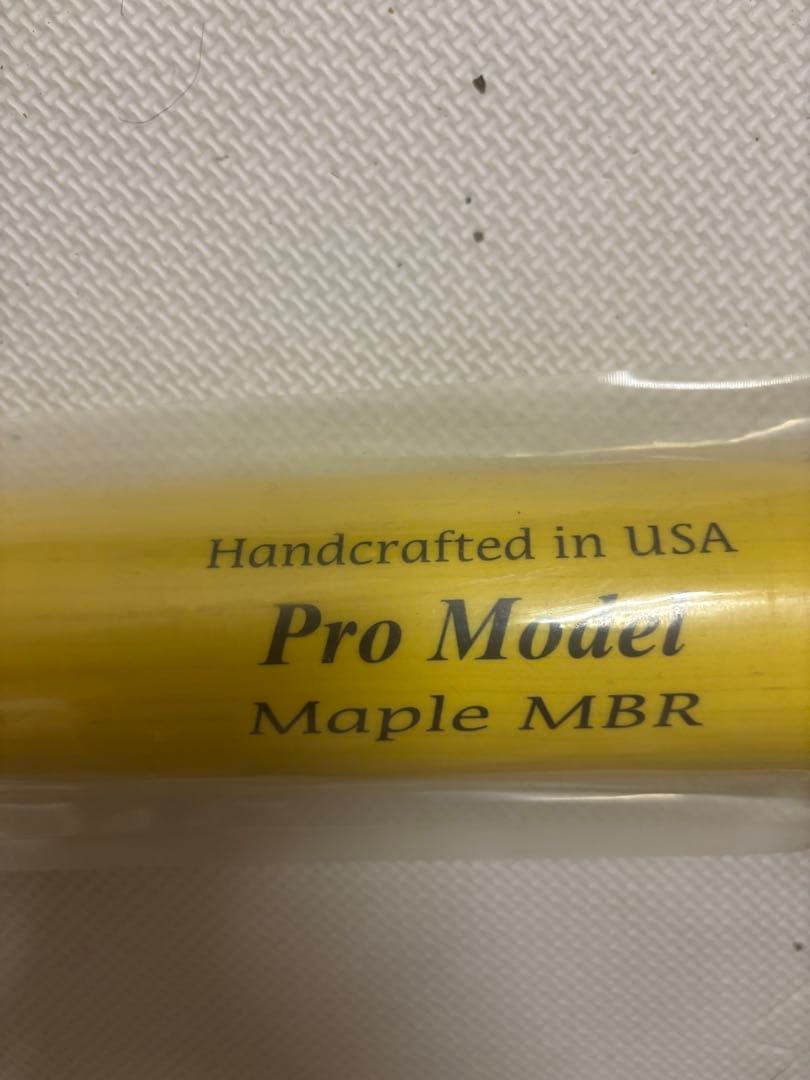 Handcrafted in USA
Pro Model
Maple MBR